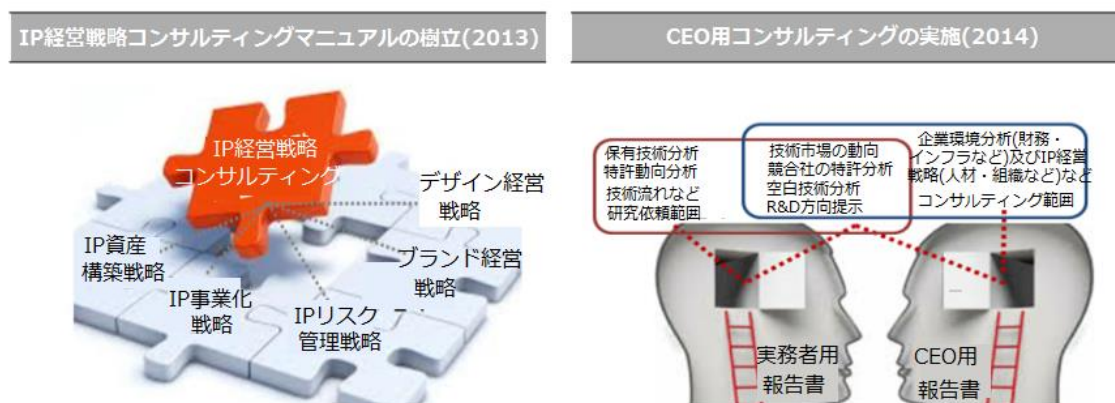 IP経営戦略コンサルティングマニュアルの樹立(2013)
IP経営戦略
コンサルティング
デザイン経営
戦略
IP資産
構築戦略
ブランド経営
戦略
IP事業化
戦略
IPリスク
管理戦略
CEO用コンサルティングの実施(2014)
保有技術分析
特許動向分析
技術流れなど
研究依頼範囲
技術市場の動向
競合社の特許分析
空白技術分析
R&D方向提示
企業環境分析(財務・
インフラなど)及びIP経営
戦略(人材・組織など)など
コンサルティング範囲
実務者用
報告書
CEO用
報告書